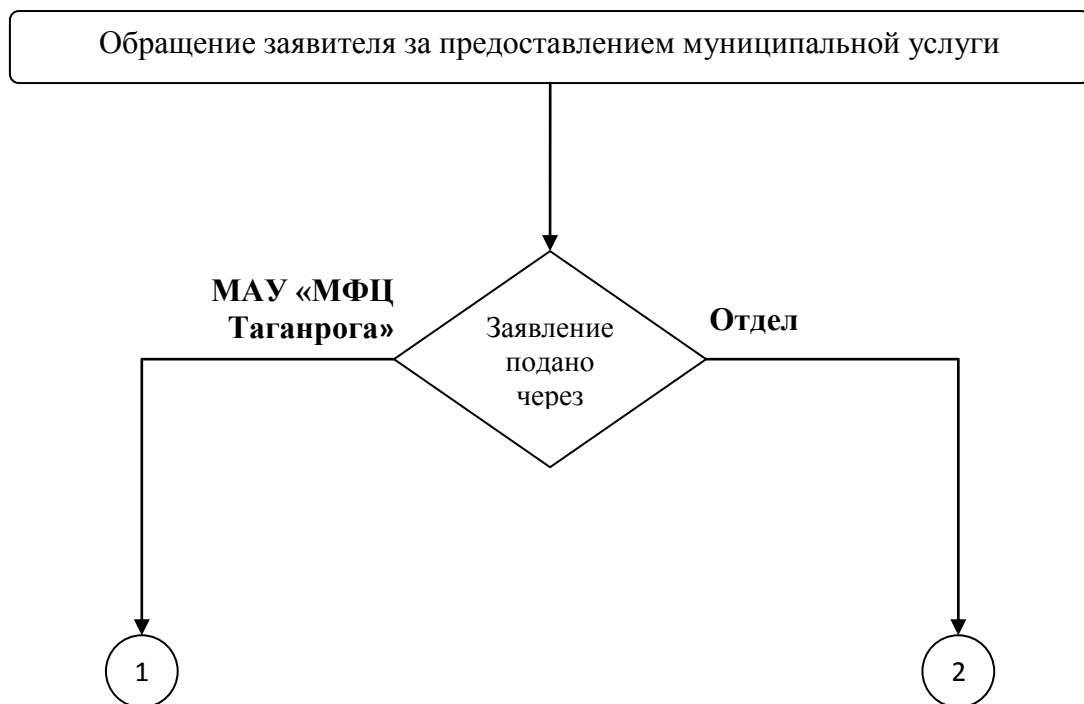 Обращение заявителя за предоставлением муниципальной услуги
МАУ «МФЦ
Таганрога»
Заявление
подано
через
Отдел
1
2